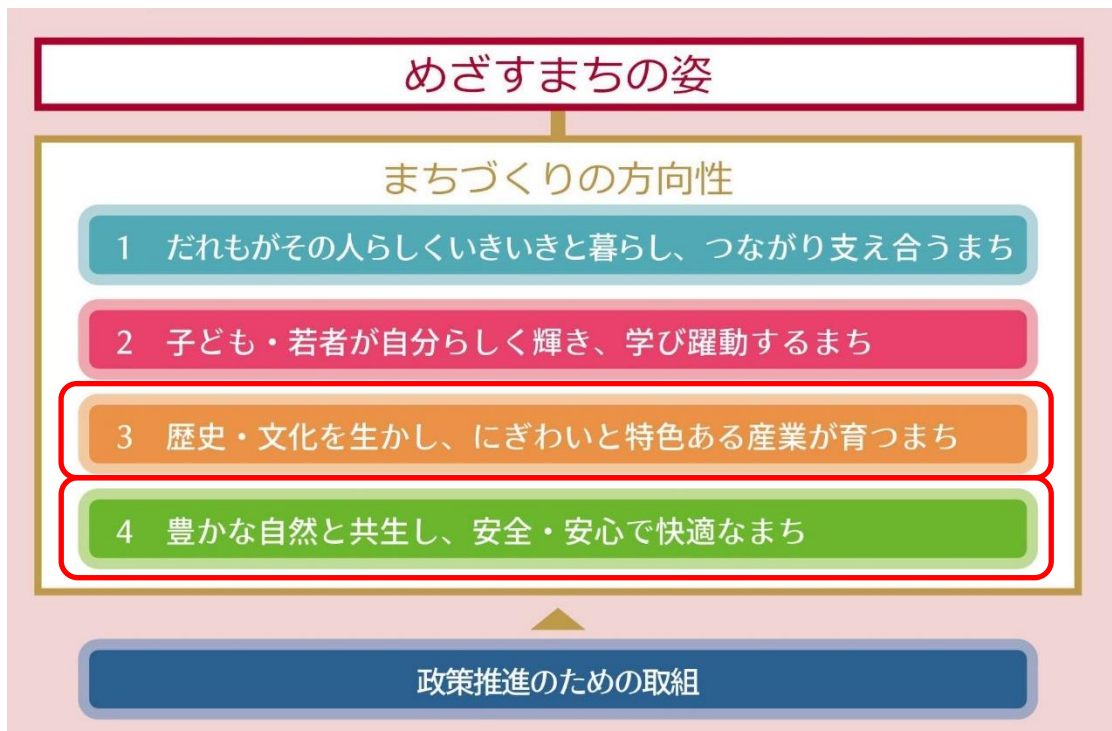 めざすまちの姿
まちづくりの方向性
1 だれもがその人らしくいきいきと暮らし、つながり支え合うまち
2 子ども・若者が自分らしく輝き、学び躍動するまち
3 歴史・文化を生かし、にぎわいと特色ある産業が育つまち
4 豊かな自然と共生し、安全・安心で快適なまち
政策推進のための取組